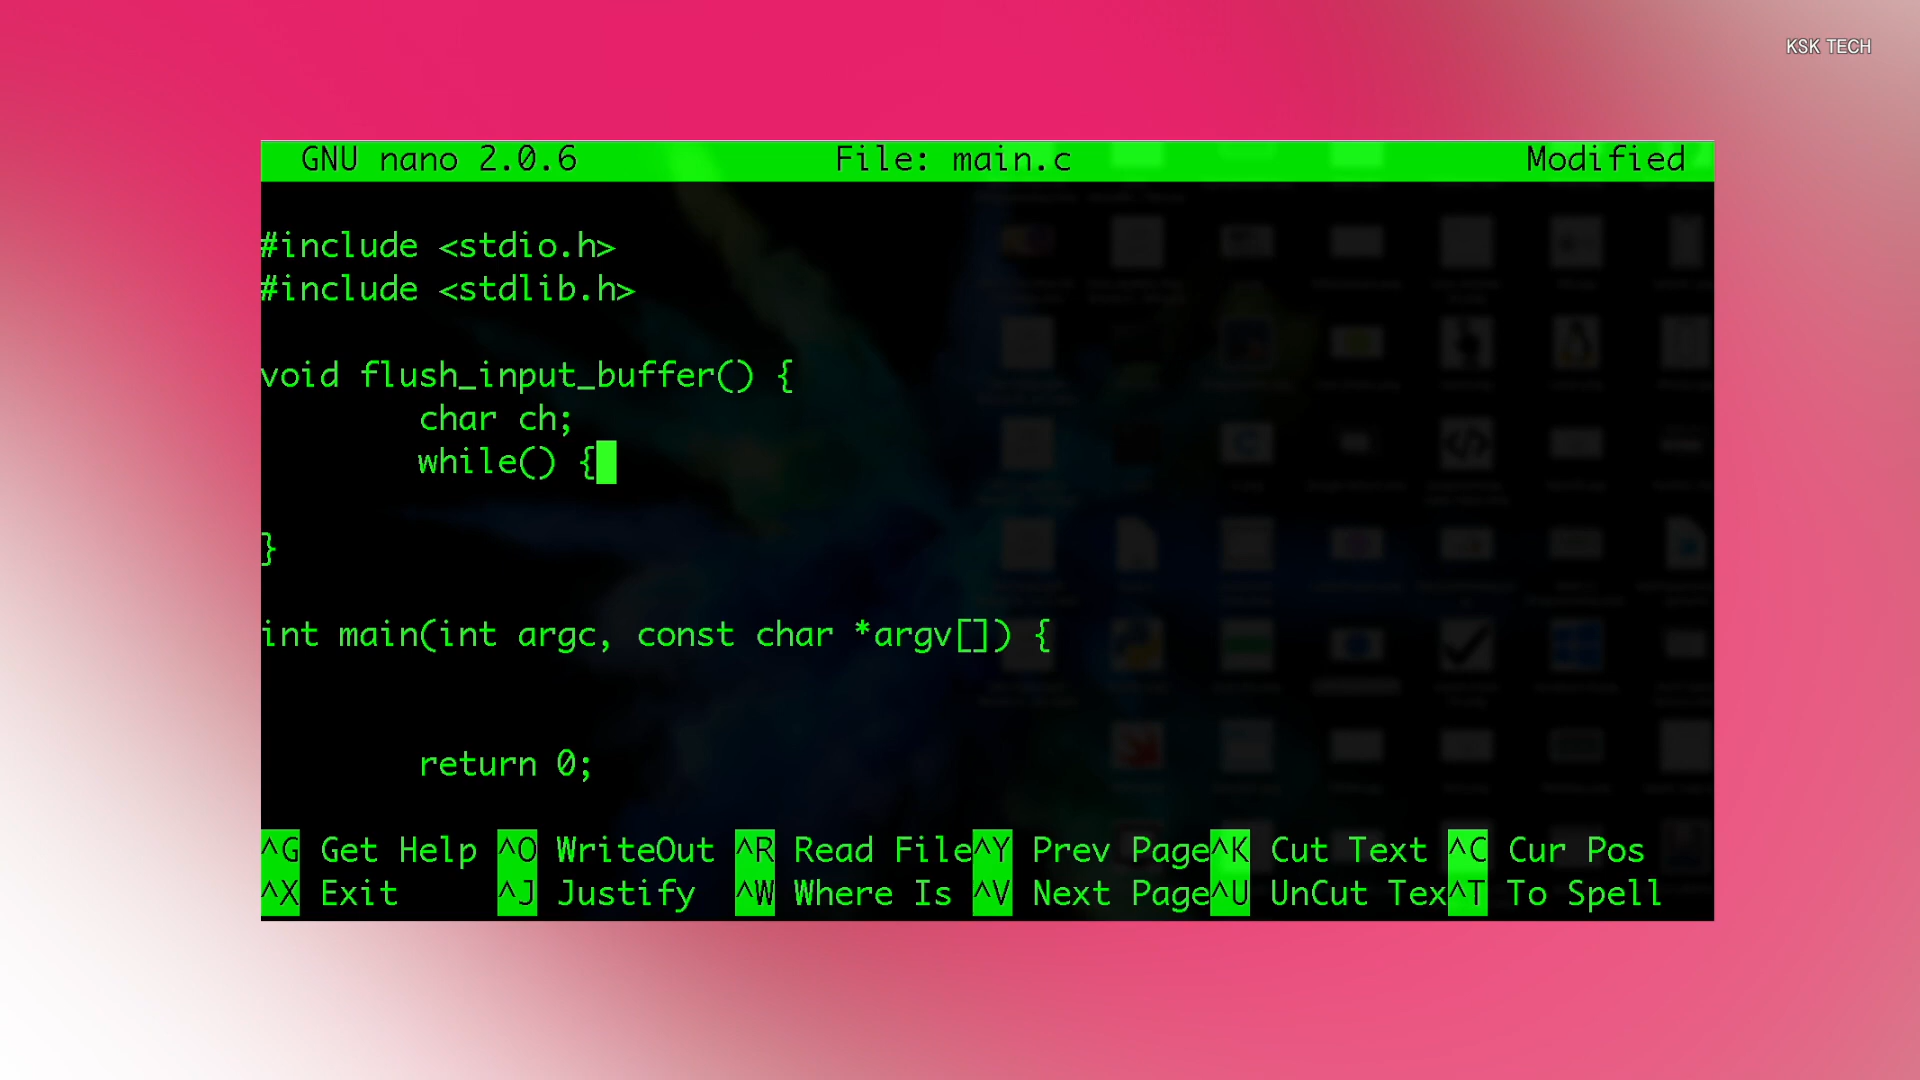 KSK TECH
GNU nano 2.0.6 File: main.c Modified
#include <stdio.h>
#include <stdlib.h>
void flush_input_buffer() {
char ch;
while() {
}
int main(int argc, const char *argv[]) {
return 0;
^G Get Help ^O WriteOut ^R Read File^Y Prev Page^K Cut Text ^C Cur Pos
^X Exit ^J Justify ^W Where Is ^V Next Page^U UnCut Tex^T To Spell